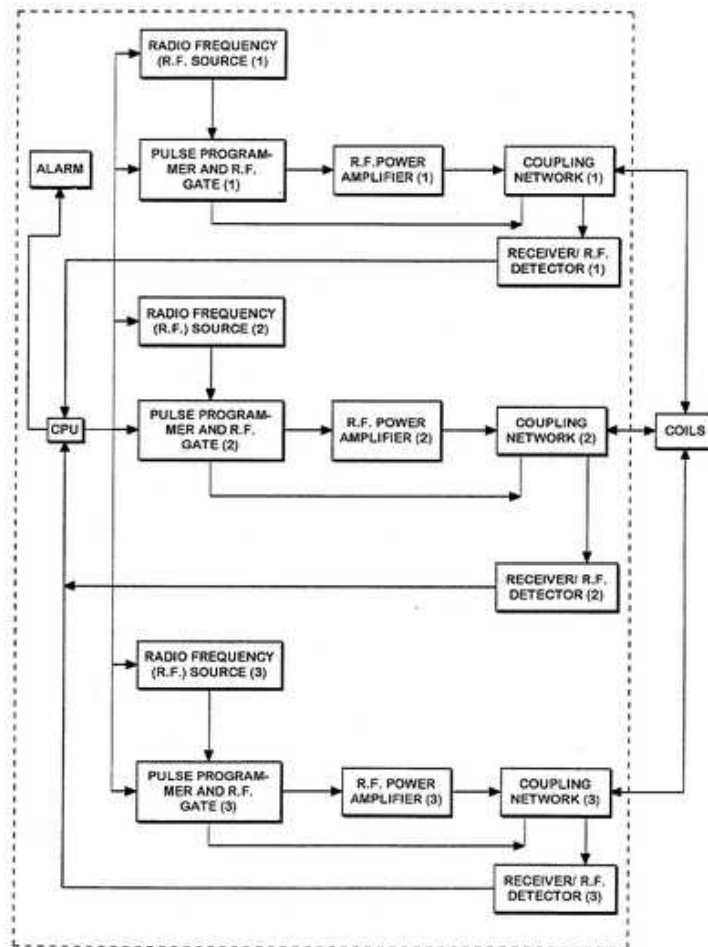 RADIO FREQUENCY
(R.F. SOURCE (1)
ALARM
PULSE PROGRAM-
MER AND R.F.
GATE (1)
R.F.POWER
AMPLIFIER (1)
COUPLING
NETWORK (1)
RECEIVER/ R.F.
DETECTOR (1)
RADIO FREQUENCY
(R.F.) SOURCE (2)
CPU
PULSE PROGRAM-
MER AND R.F.
GATE (2)
R.F. POWER
AMPLIFIER (2)
COUPLING
NETWORK (2)
COILS
RECEIVER/ R.F.
DETECTOR (2)
RADIO FREQUENCY
(R.F.) SOURCE (3)
PULSE PROGRAM-
MER AND R.F.
GATE (3)
R.F. POWER
AMPLIFIER (3)
COUPLING
NETWORK (3)
RECEIVER/ R.F.
DETECTOR (3)